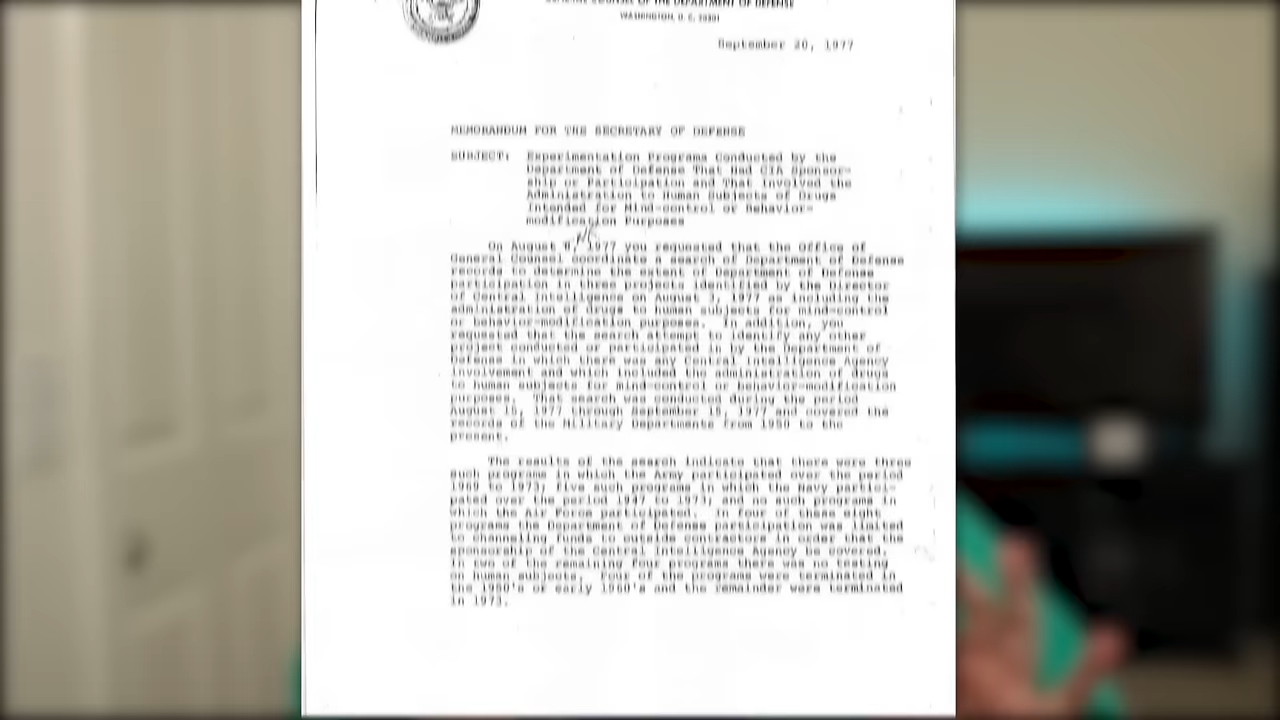 GENERAL COUNSEL OF THE DEPARTMENT OF DEFENSE
WASHINGTON, D. C. 20301
September 20, 1977
MEMORANDUM FOR THE SECRETARY OF DEFENSE
SUBJECT: Experimentation Programs Conducted by the
Department of Defense That Had CIA Sponsor-
ship or Participation and That Involved the
Administration to Human Subjects of Drugs
Intended for Mind-control or Behavior-
modification Purposes
On August 1977 you requested that the Office of
General Counsel coordinate a search of Department of Defense
records to determine the extent of Department of Defense
participation in three projects identified by the Director
of Central Intelligence on August 3, 1977 as including the
administration of drugs to human subjects for mind-control
or behavior-modification purposes. In addition, you
requested that the search attempt to identify any other
project conducted or participated in by the Department of
Defense in which there was any Central Intelligence Agency
involvement and which included the administration of drugs
to human subjects for mind-control or behavior-modification
purposes. That search was conducted during the period
August 15, 1977 through September 15, 1977 and covered the
records of the Military Departments from 1950 to the
present.
The results of the search indicate that there were three
such programs in which the Army participated over the period
1969 to 1973; five such programs in which the Navy partici-
pated over the period 1947 to 1973; and no such programs in
which the Air Force participated. In four of these eight
programs the Department of Defense participation was limited
to channeling funds to outside contractors in order that the
sponsorship of the Central Intelligence Agency be covered.
In two of the remaining four programs there was no testing
on human subjects. Four of the programs were terminated in
the 1950's or early 1960's and the remainder were terminated
in 1973.